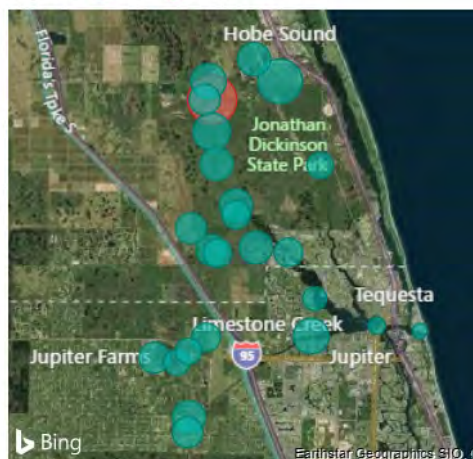 Hobe Sound
Florida's Tpke S
Jonathan
Dickinson
State Park
Tequesta
Limestone Creek
Jupiter Farms
95
Jupiter
Bing
Earthstar Geographics SIO